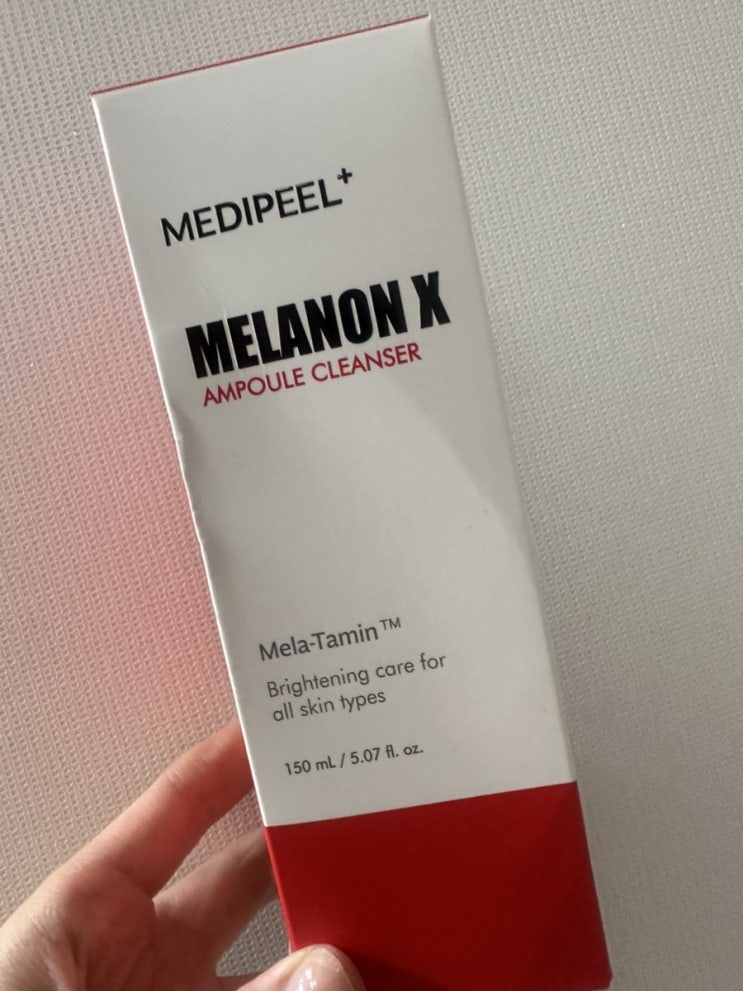 MEDIPEEL+
MELANON X
AMPOULE CLEANSER
Mela-Tamin™
Brightening care for
all skin types
150 mL / 5.07 fl. oz.